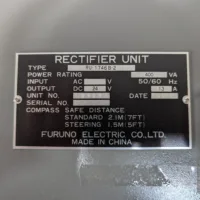 RECTIFIER UNIT
TYPE
POWER RATING VA
INPUT AC V 50/60 Hz
OUTPUT DC 24 V A
UNIT NO. DATE
SERIAL NO.
COMPASS SAFE DISTANCE
STANDARD 2.1M(7FT)
STEERING 1.5M(5FT)
FURUNO ELECTRIC CO.,LTD.
MADE IN CHINA